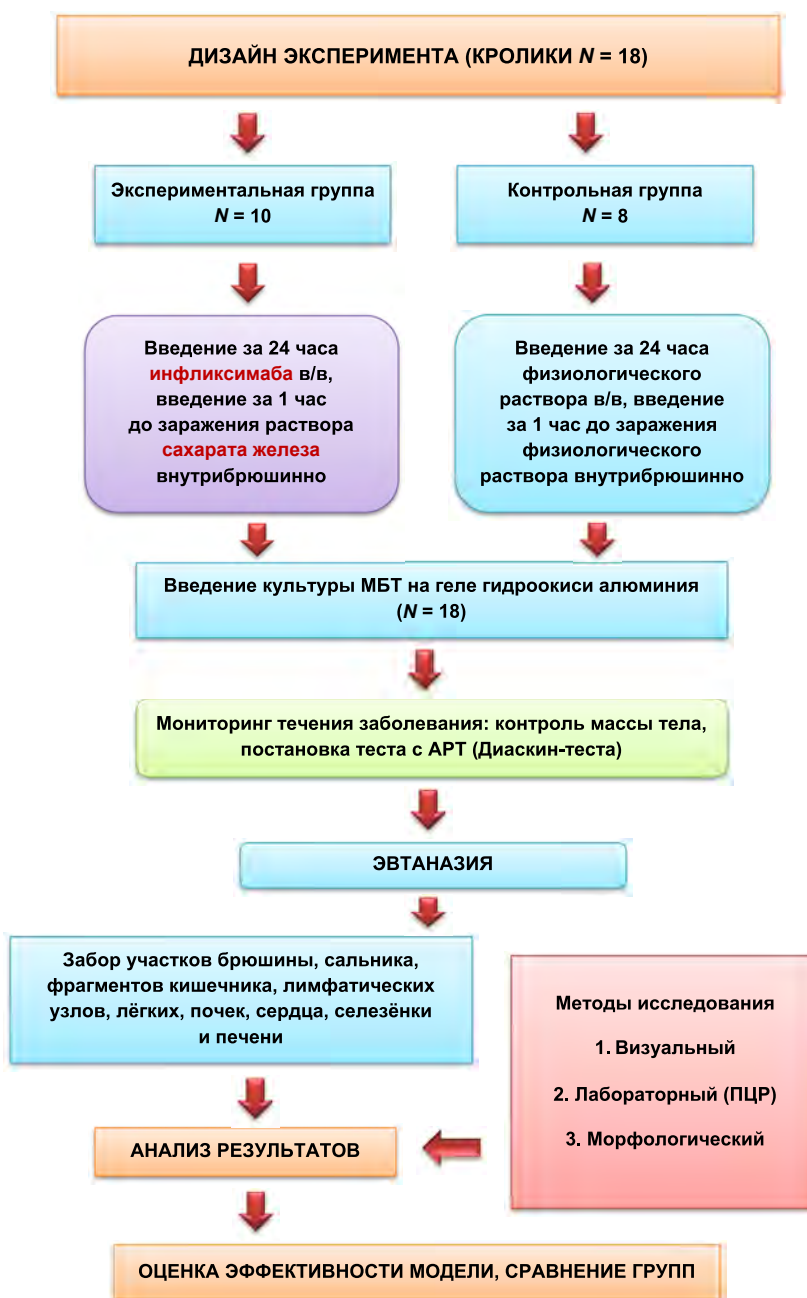 ДИЗАЙН ЭКСПЕРИМЕНТА (КРОЛИКИ N = 18)
Экспериментальная группа
N = 10
Контрольная группа
N = 8
Введение за 24 часа
инфликсимаба в/в,
введение за 1 час
до заражения раствора
сахарата железа
внутрибрюшинно
Введение за 24 часа
физиологического
раствора в/в, введение
за 1 час до заражения
физиологического
раствора внутрибрюшинно
Введение культуры МБТ на геле гидроокиси алюминия
(N = 18)
Мониторинг течения заболевания: контроль массы тела,
постановка теста с АРТ (Диаскин-теста)
ЭВТАНАЗИЯ
Забор участков брюшины, сальника,
фрагментов кишечника, лимфатических
узлов, лёгких, почек, сердца, селезёнки
и печени
Методы исследования
1. Визуальный
2. Лабораторный (ПЦР)
3. Морфологический
АНАЛИЗ РЕЗУЛЬТАТОВ
ОЦЕНКА ЭФФЕКТИВНОСТИ МОДЕЛИ, СРАВНЕНИЕ ГРУПП